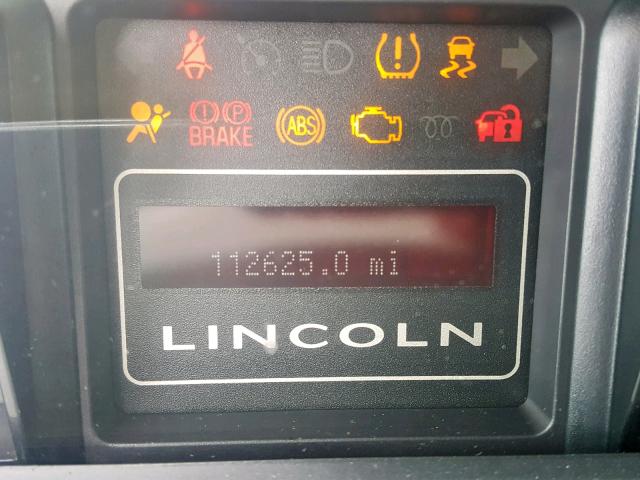 P
BRAKE
ABS
112625.0 mi
LINCOLN